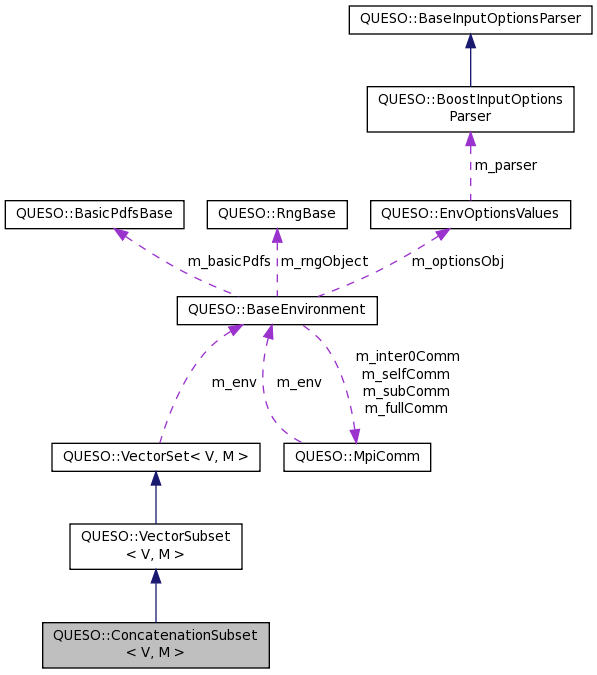 QUESO::BaseInputOptionsParser
QUESO::BoostInputOptions
Parser
m_parser
QUESO::BasicPdfsBase
QUESO::RngBase
QUESO::EnvOptionsValues
m_basicPdfs
m_rngObject
m_optionsObj
QUESO::BaseEnvironment
m_env
m_env
m_inter0Comm
m_selfComm
m_subComm
m_fullComm
QUESO::VectorSet< V, M >
QUESO::MpiComm
QUESO::VectorSubset
< V, M >
QUESO::ConcatenationSubset
< V, M >